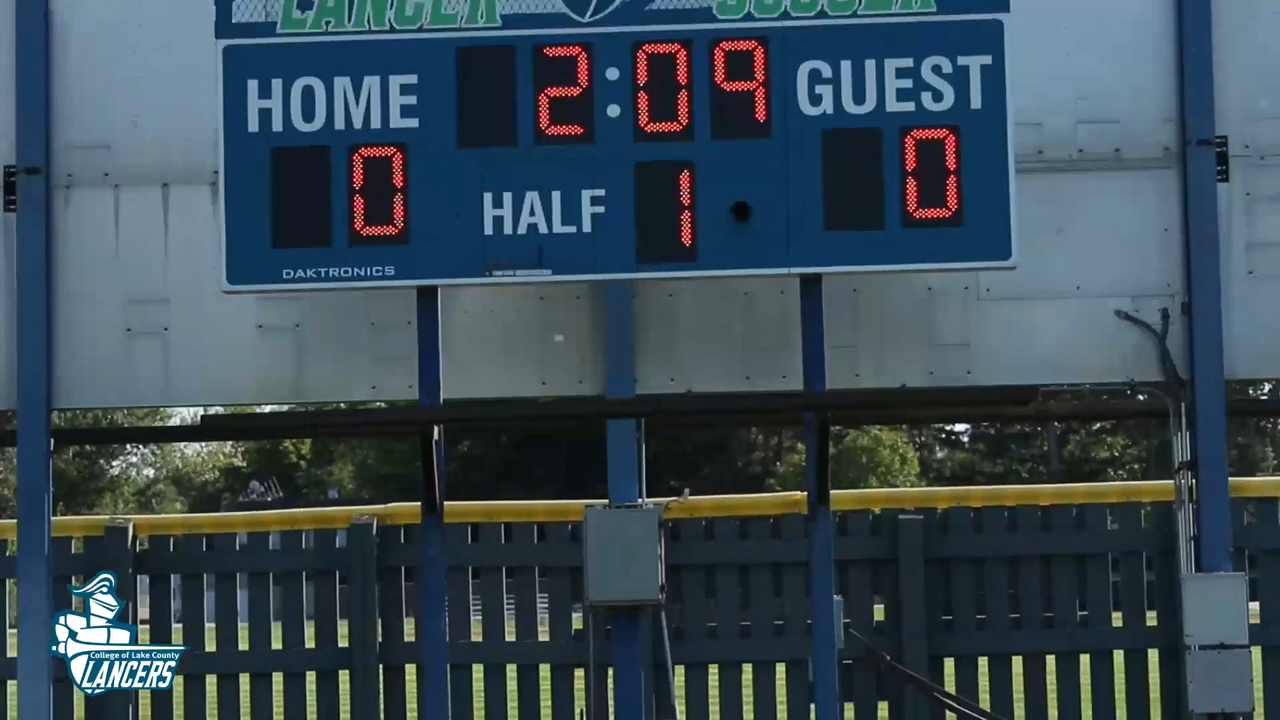 LANCER SOCCER
HOME 2:09 GUEST
0 HALF 1 0
DAKTRONICS
College of Lake County
LANCERS